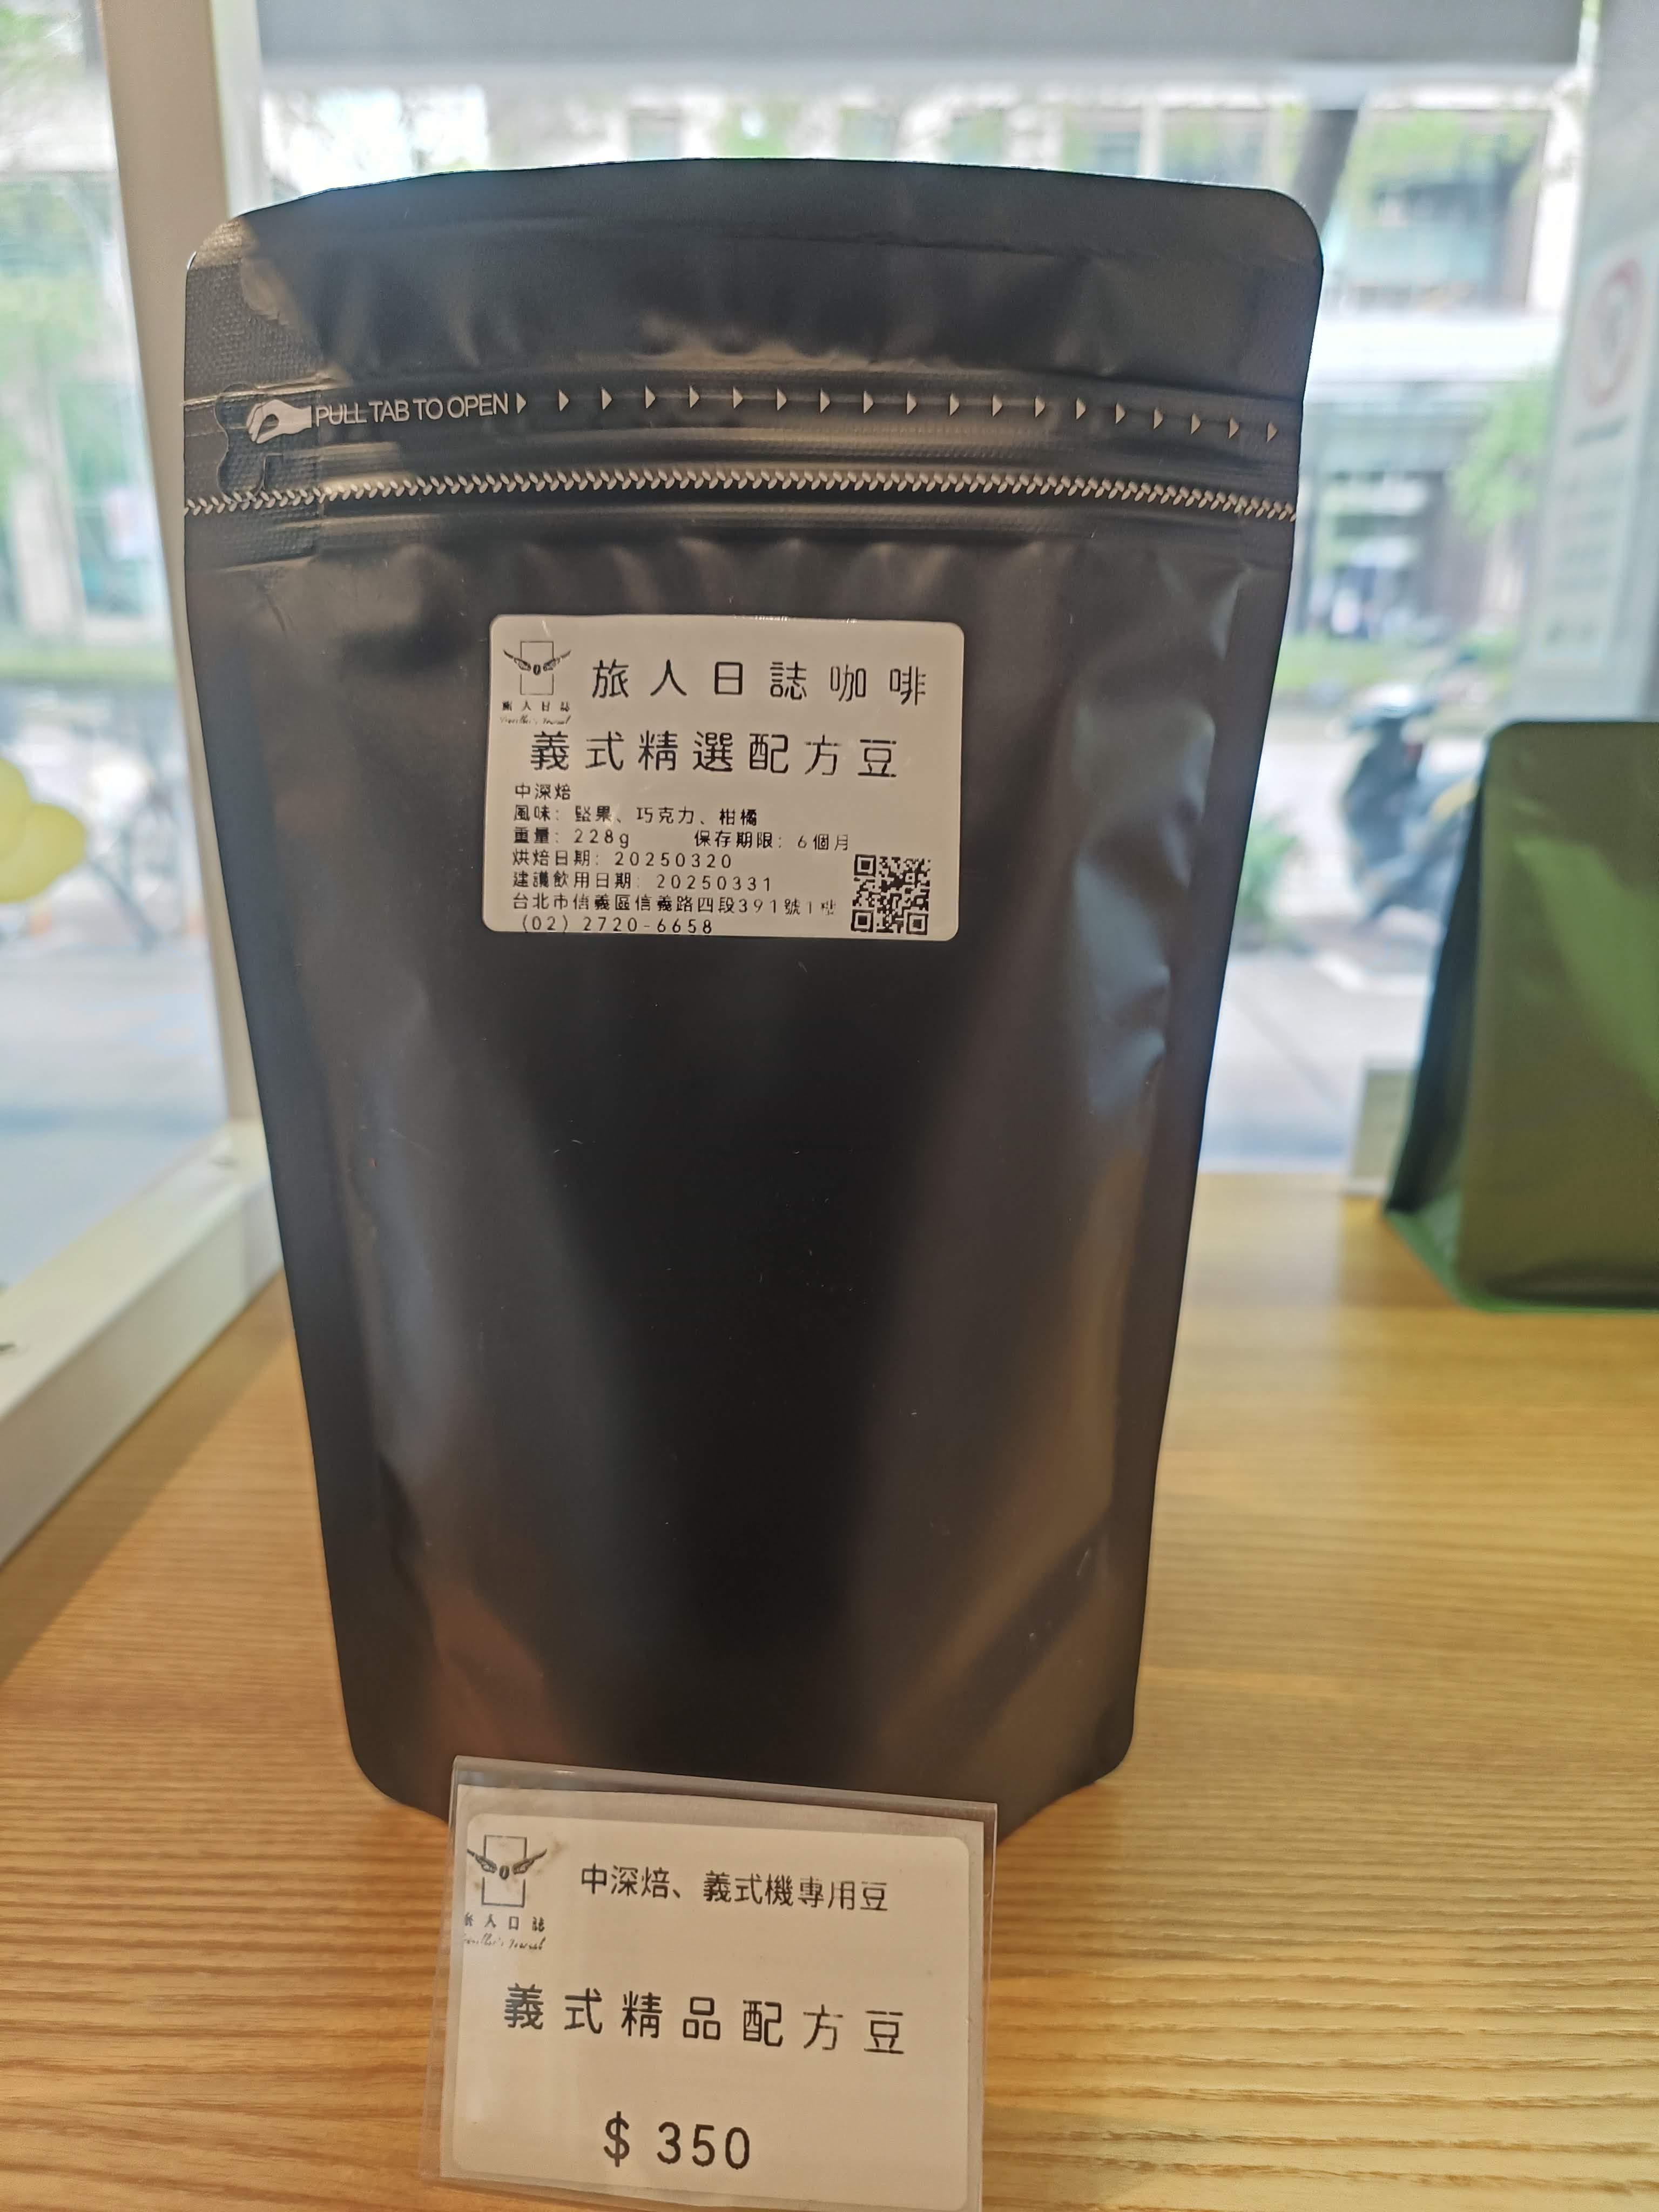 PULL TAB TO OPEN
旅人日誌咖啡
旅人日誌
義式精選配方豆
中深焙
風味: 堅果、巧克力、柑橘
重量: 228g 保存期限: 6個月
烘焙日期: 20250320
建議飲用日期: 20250331
台北市信義區信義路四段391號1樓
(02) 2720-6658
中深焙、義式機專用豆
旅人日誌
義式精品配方豆
$ 350